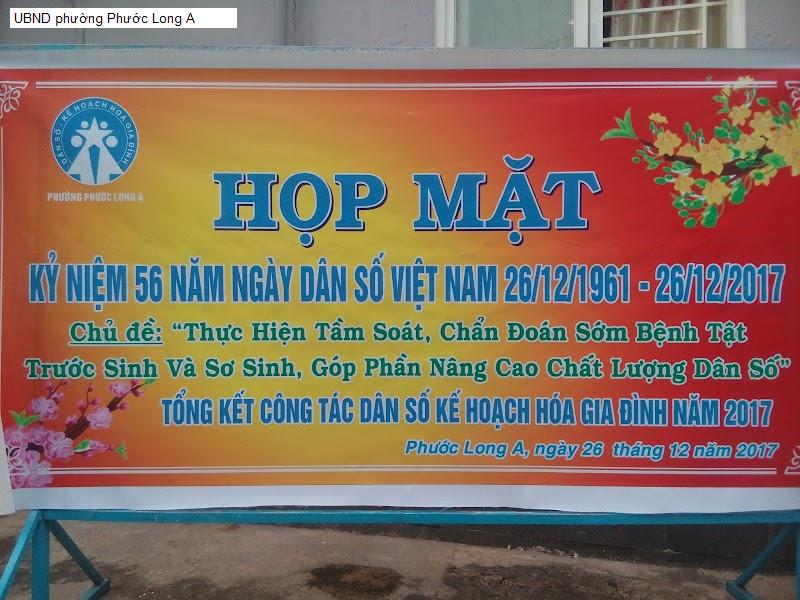 UBND phường Phước Long A
DÂN SỐ - KẾ HOẠCH HÓA GIA ĐÌNH
PHƯỜNG PHƯỚC LONG A
HỌP MẶT
KỶ NIỆM 56 NĂM NGÀY DÂN SỐ VIỆT NAM 26/12/1961 - 26/12/2017
Chủ đề: “Thực Hiện Tầm Soát, Chẩn Đoán Sớm Bệnh Tật
Trước Sinh Và Sơ Sinh, Góp Phần Nâng Cao Chất Lượng Dân Số”
TỔNG KẾT CÔNG TÁC DÂN SỐ KẾ HOẠCH HÓA GIA ĐÌNH NĂM 2017
Phước Long A, ngày 26 tháng 12 năm 2017